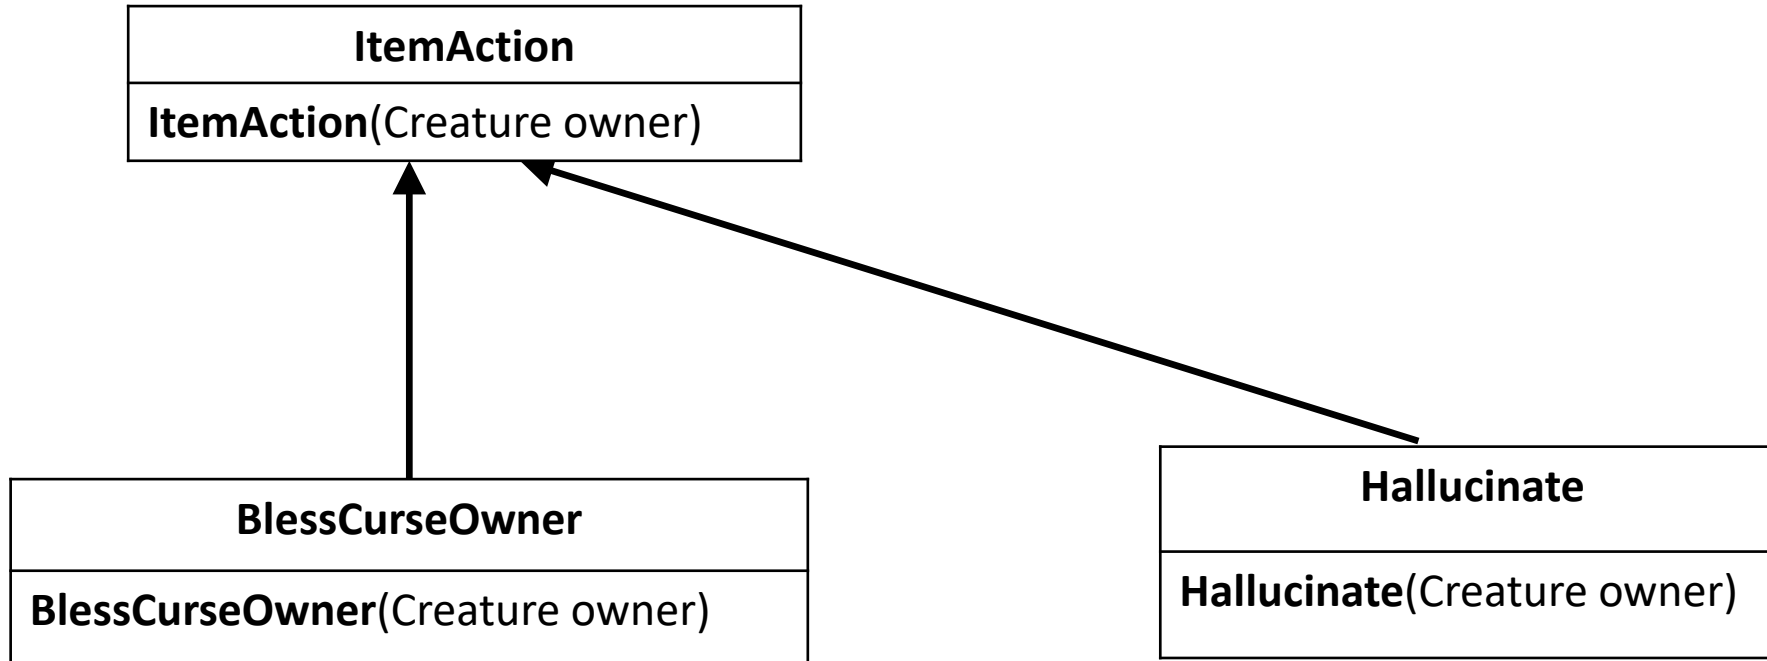 ItemAction
ItemAction(Creature owner)
BlessCurseOwner
BlessCurseOwner(Creature owner)
Hallucinate
Hallucinate(Creature owner)